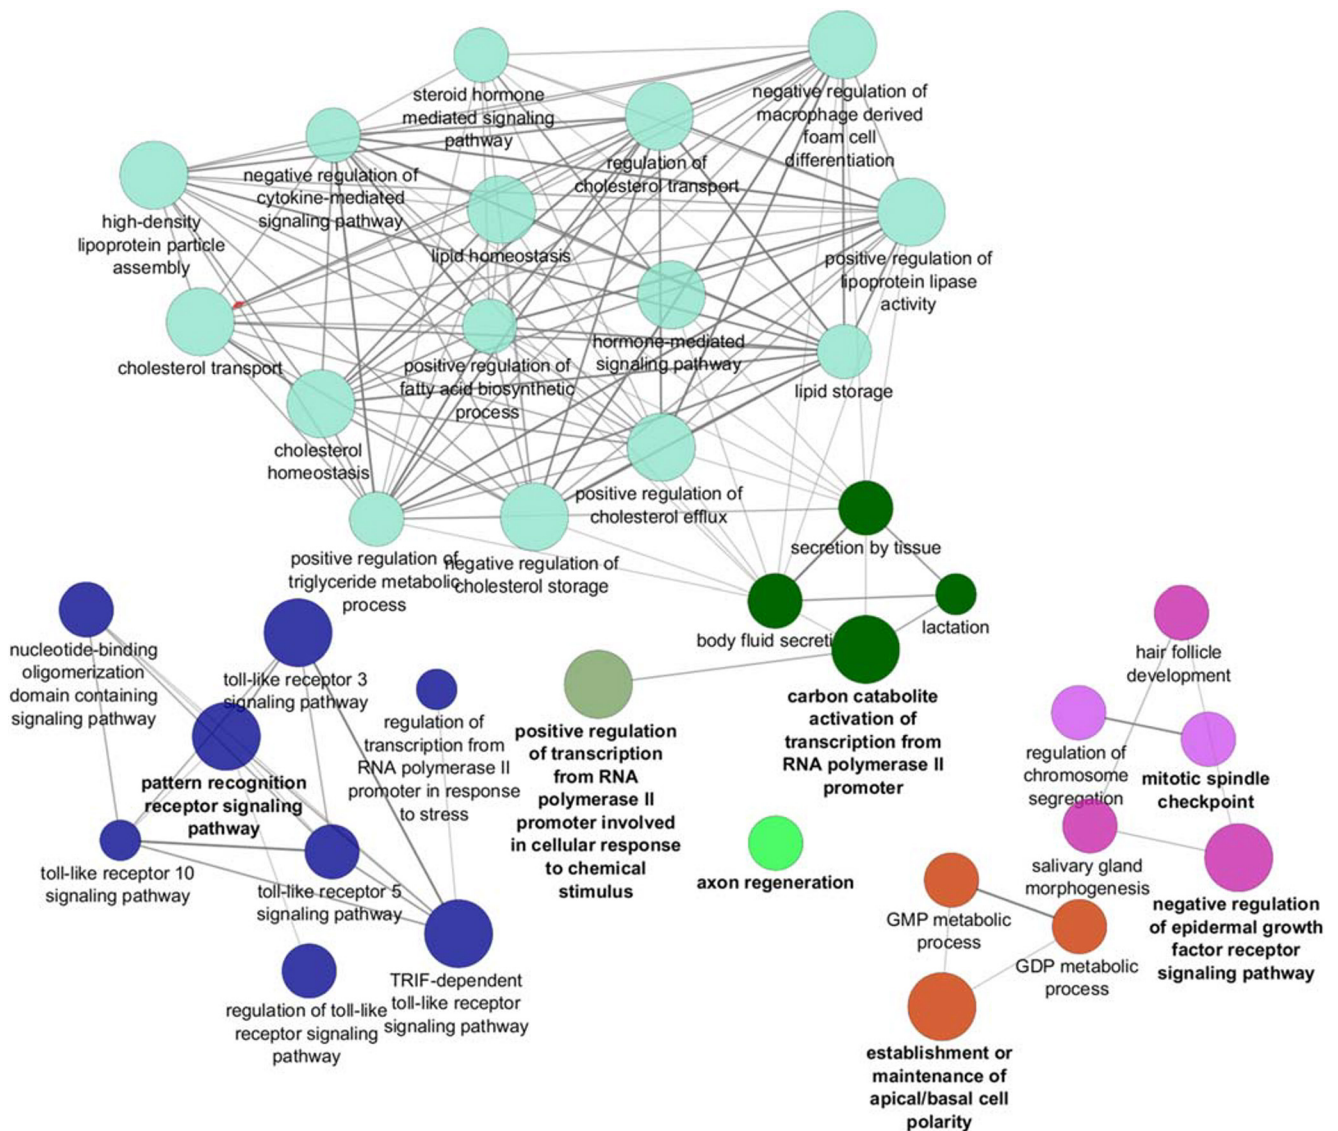 steroid hormone
mediated signaling
pathway
negative regulation of
macrophage derived
foam cell
differentiation
regulation of
cholesterol transport
negative regulation of
cytokine-mediated
signaling pathway
high-density
lipoprotein particle
assembly
lipid homeostasis
positive regulation of
lipoprotein lipase
activity
cholesterol transport
positive regulation of
fatty acid biosynthetic
process
hormone-mediated
signaling pathway
lipid storage
cholesterol
homeostasis
positive regulation of
cholesterol efflux
positive regulation of
triglyceride metabolic
process
negative regulation of
cholesterol storage
secretion by tissue
body fluid secreti
lactation
carbon catabolite
activation of
transcription from
RNA polymerase II
promoter
nucleotide-binding
oligomerization
domain containing
signaling pathway
toll-like receptor 3
signaling pathway
regulation of
transcription from
RNA polymerase II
promoter in response
to stress
pattern recognition
receptor signaling
pathway
positive regulation
of transcription
from RNA
polymerase II
promoter involved
in cellular response
to chemical
stimulus
toll-like receptor 10
signaling pathway
toll-like receptor 5
signaling pathway
regulation of toll-like
receptor signaling
pathway
TRIF-dependent
toll-like receptor
signaling pathway
axon regeneration
hair follicle
development
regulation of
chromosome
segregation
mitotic spindle
checkpoint
salivary gland
morphogenesis
negative regulation
of epidermal growth
factor receptor
signaling pathway
GMP metabolic
process
GDP metabolic
process
establishment or
maintenance of
apical/basal cell
polarity